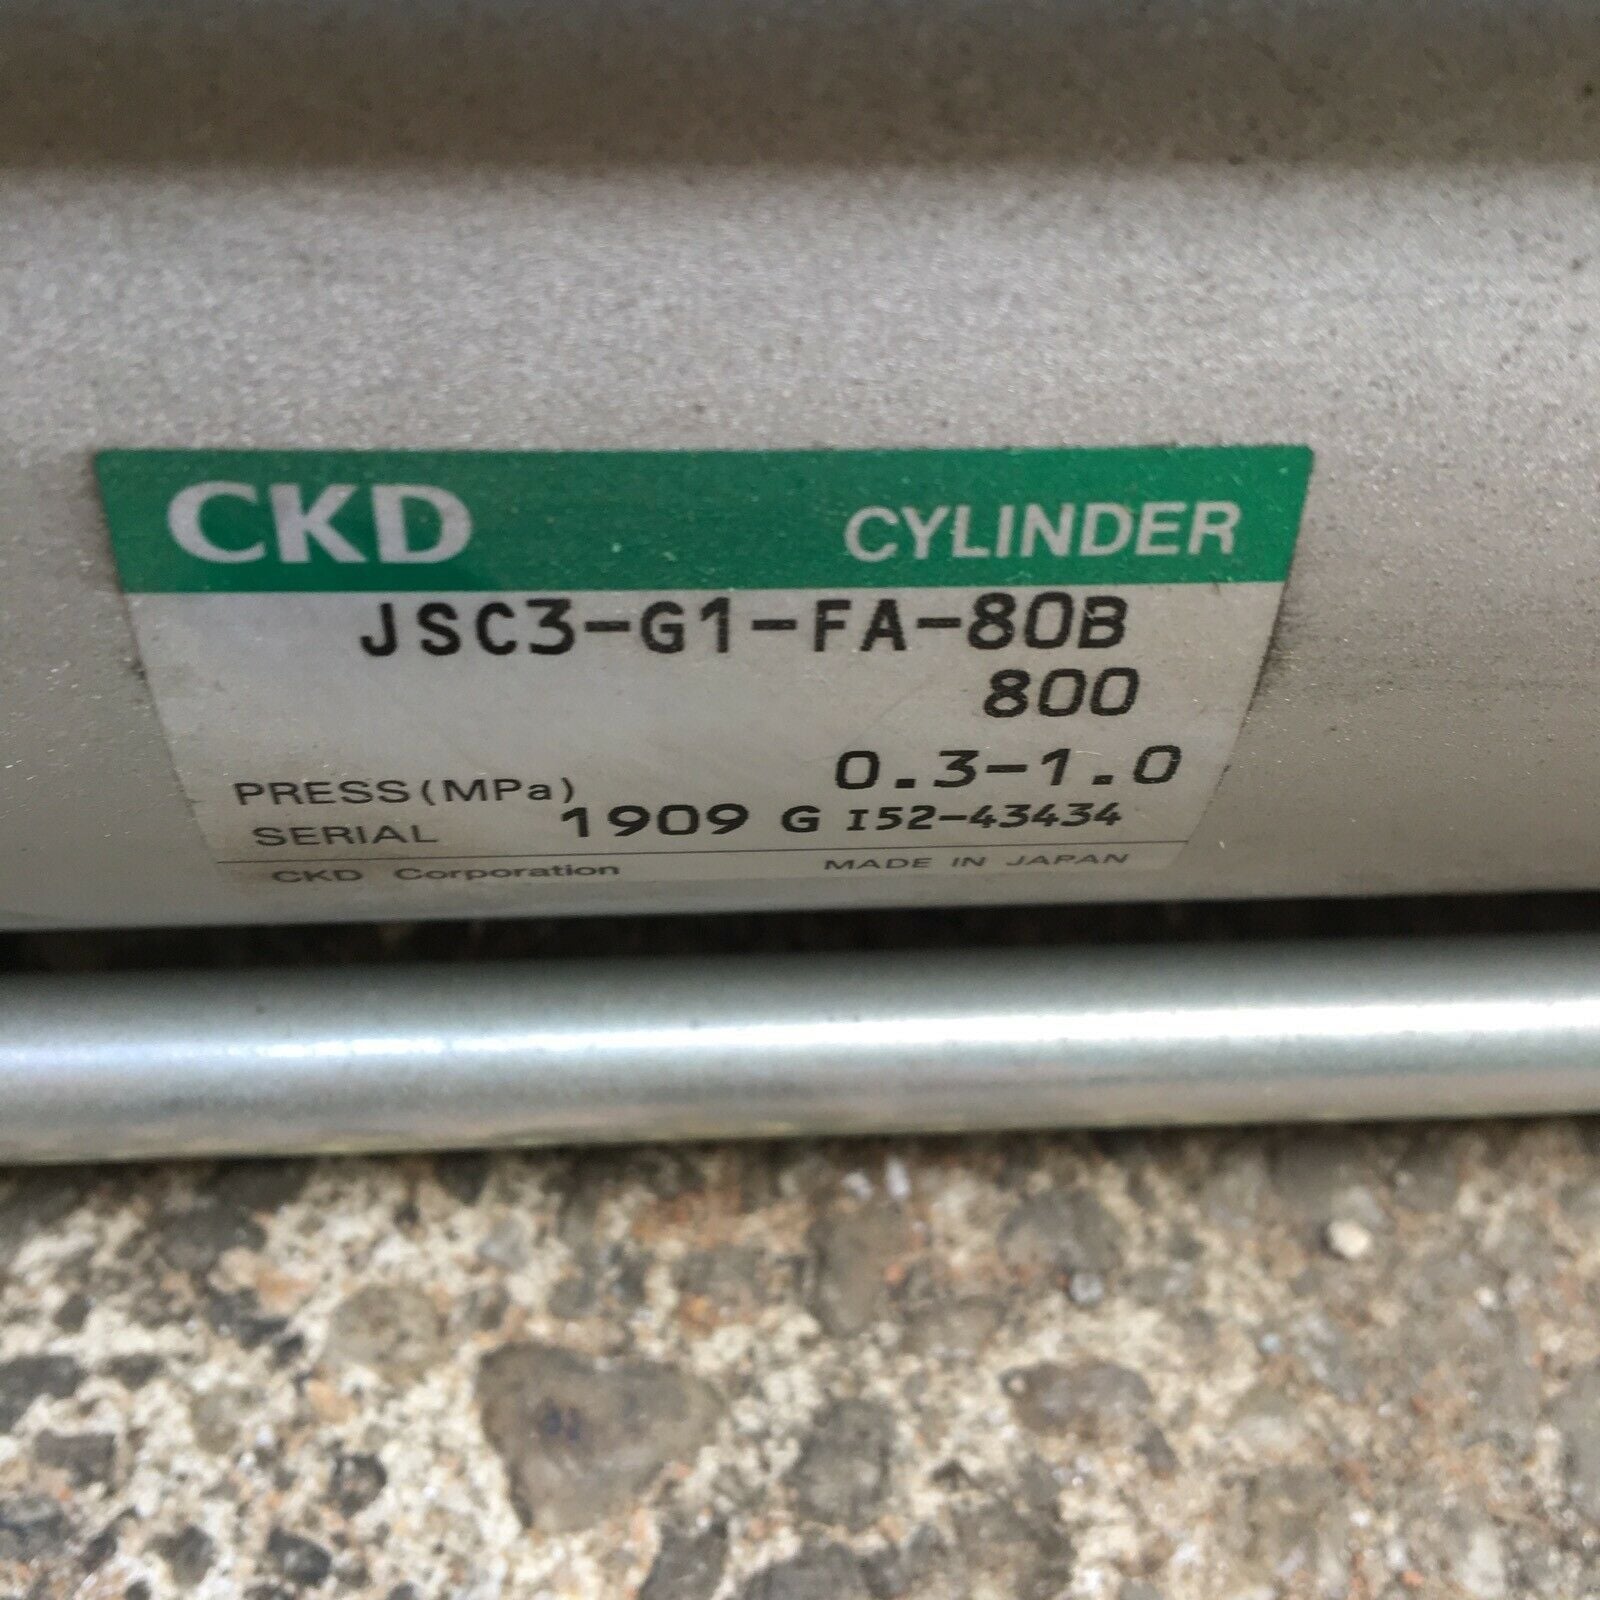 CKD CYLINDER
JSC3-G1-FA-80B
800
PRESS(MPa) 0.3-1.0
SERIAL 1909 G I52-43434
CKD Corporation MADE IN JAPAN